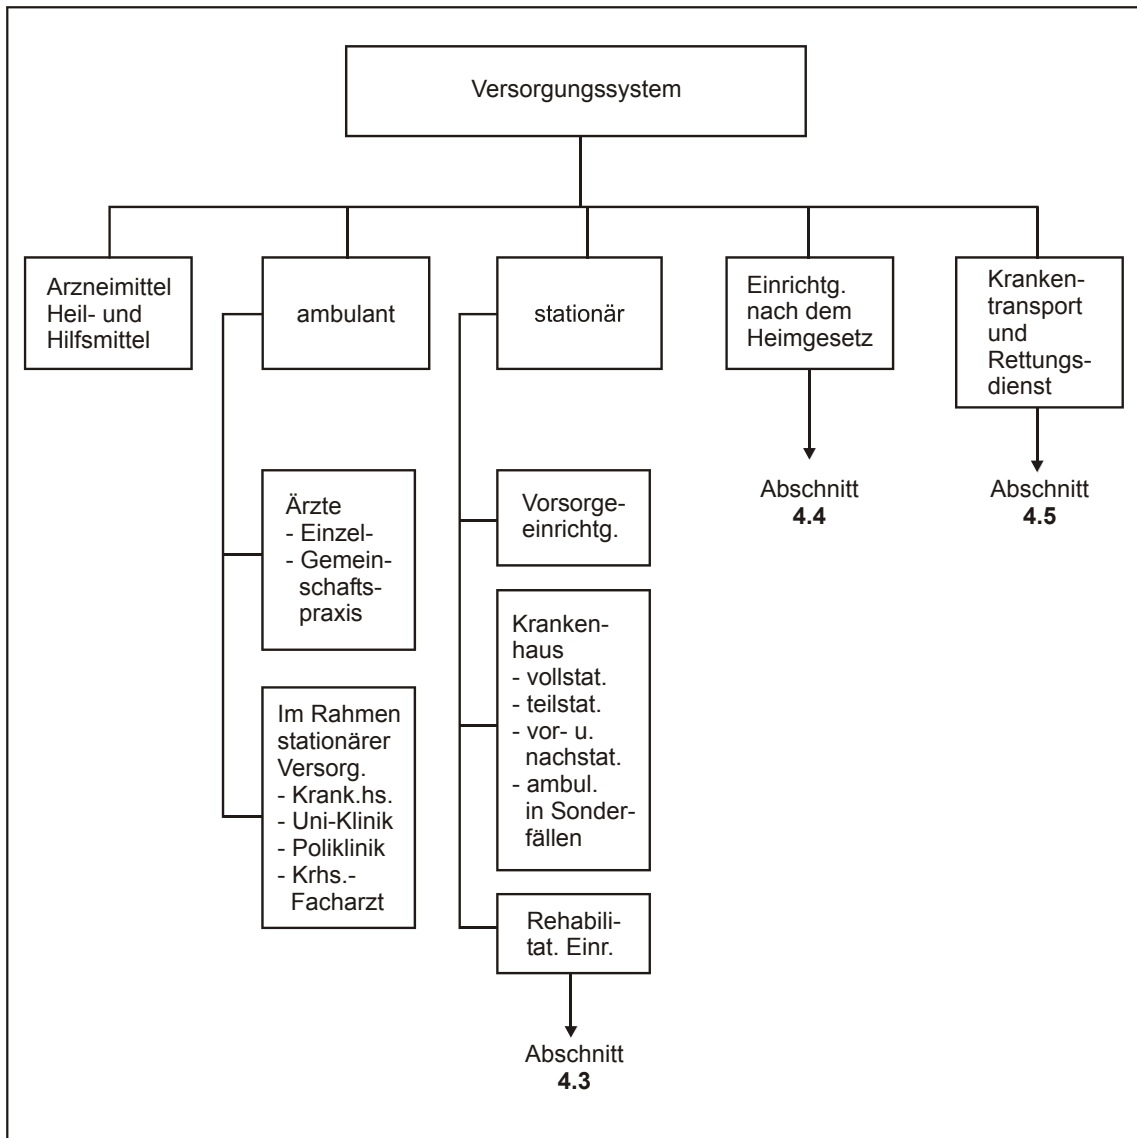 Versorgungssystem
Arzneimittel
Heil- und
Hilfsmittel
ambulant
stationär
Einrichtg.
nach dem
Heimgesetz
Kranken-
transport
und
Rettungs-
dienst
Ärzte
- Einzel-
- Gemein-
schafts-
praxis
Im Rahmen
stationärer
Versorg.
- Krank.hs.
- Uni-Klinik
- Poliklinik
- Krhs.-
Facharzt
Vorsorge-
einrichtg.
Kranken-
haus
- vollstat.
- teilstat.
- vor- u.
nachstat.
- ambul.
in Sonder-
fällen
Rehabili-
tat. Einr.
Abschnitt
4.3
Abschnitt
4.4
Abschnitt
4.5